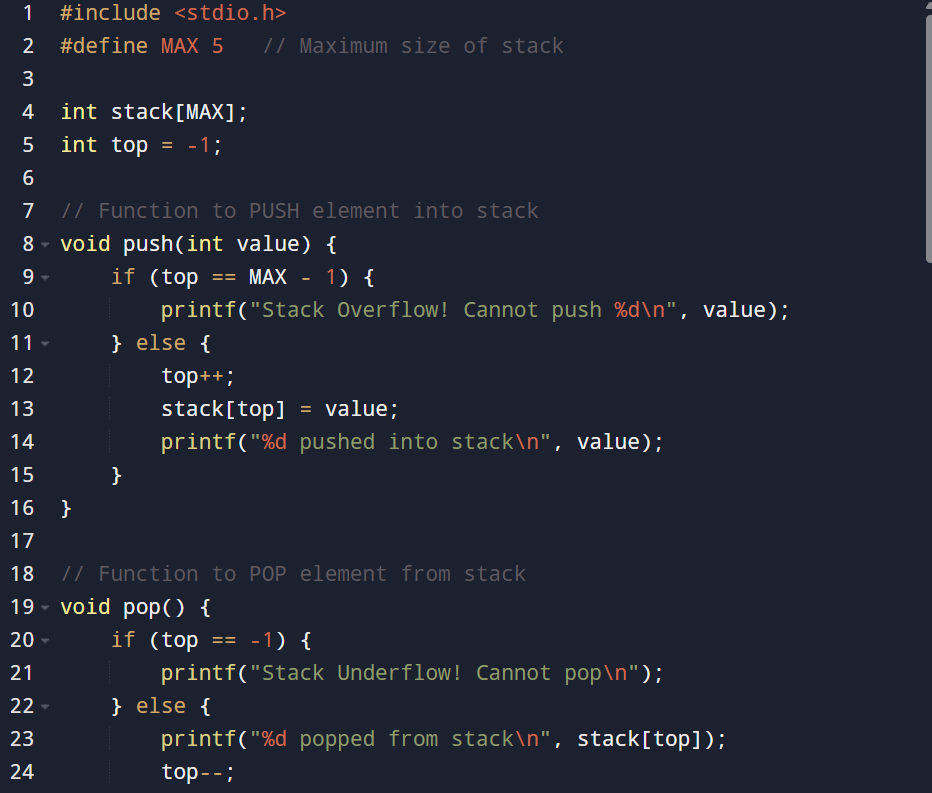 1 #include <stdio.h>
2 #define MAX 5   // Maximum size of stack
3
4 int stack[MAX];
5 int top = -1;
6
7 // Function to PUSH element into stack
8 void push(int value) {
9     if (top == MAX - 1) {
10         printf("Stack Overflow! Cannot push %d\n", value);
11     } else {
12         top++;
13         stack[top] = value;
14         printf("%d pushed into stack\n", value);
15     }
16 }
17
18 // Function to POP element from stack
19 void pop() {
20     if (top == -1) {
21         printf("Stack Underflow! Cannot pop\n");
22     } else {
23         printf("%d popped from stack\n", stack[top]);
24         top--;